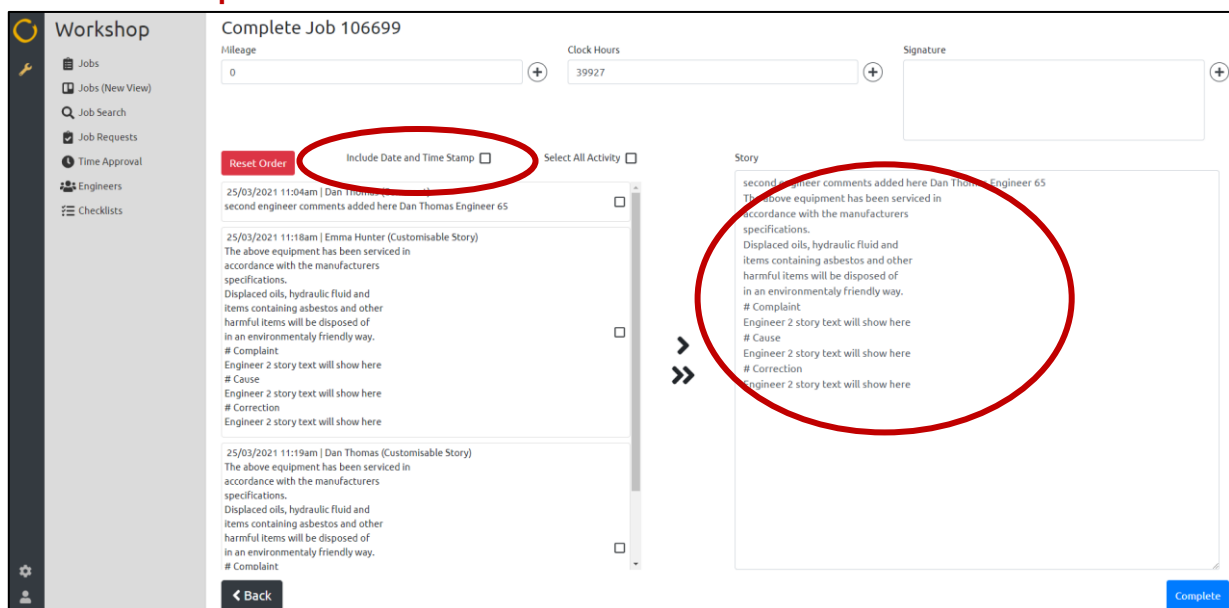 Workshop
Jobs
Jobs (New View)
Job Search
Job Requests
Time Approval
Engineers
Checklists
Complete Job 106699
Mileage
0
Clock Hours
39927
Signature
Reset Order
Include Date and Time Stamp
Select All Activity
25/03/2021 11:04am | Dan Thomas
second engineer comments added here Dan Thomas Engineer 65
25/03/2021 11:18am | Emma Hunter (Customisable Story)
The above equipment has been serviced in
accordance with the manufacturers
specifications.
Displaced oils, hydraulic fluid and
items containing asbestos and other
harmful items will be disposed of
in an environmentaly friendly way.
# Complaint
Engineer 2 story text will show here
# Cause
Engineer 2 story text will show here
# Correction
Engineer 2 story text will show here
25/03/2021 11:19am | Dan Thomas (Customisable Story)
The above equipment has been serviced in
accordance with the manufacturers
specifications.
Displaced oils, hydraulic fluid and
items containing asbestos and other
harmful items will be disposed of
in an environmentaly friendly way.
# Complaint
Story
second engineer comments added here Dan Thomas Engineer 65
The above equipment has been serviced in
accordance with the manufacturers
specifications.
Displaced oils, hydraulic fluid and
items containing asbestos and other
harmful items will be disposed of
in an environmentaly friendly way.
# Complaint
Engineer 2 story text will show here
# Cause
Engineer 2 story text will show here
# Correction
Engineer 2 story text will show here
Back
Complete